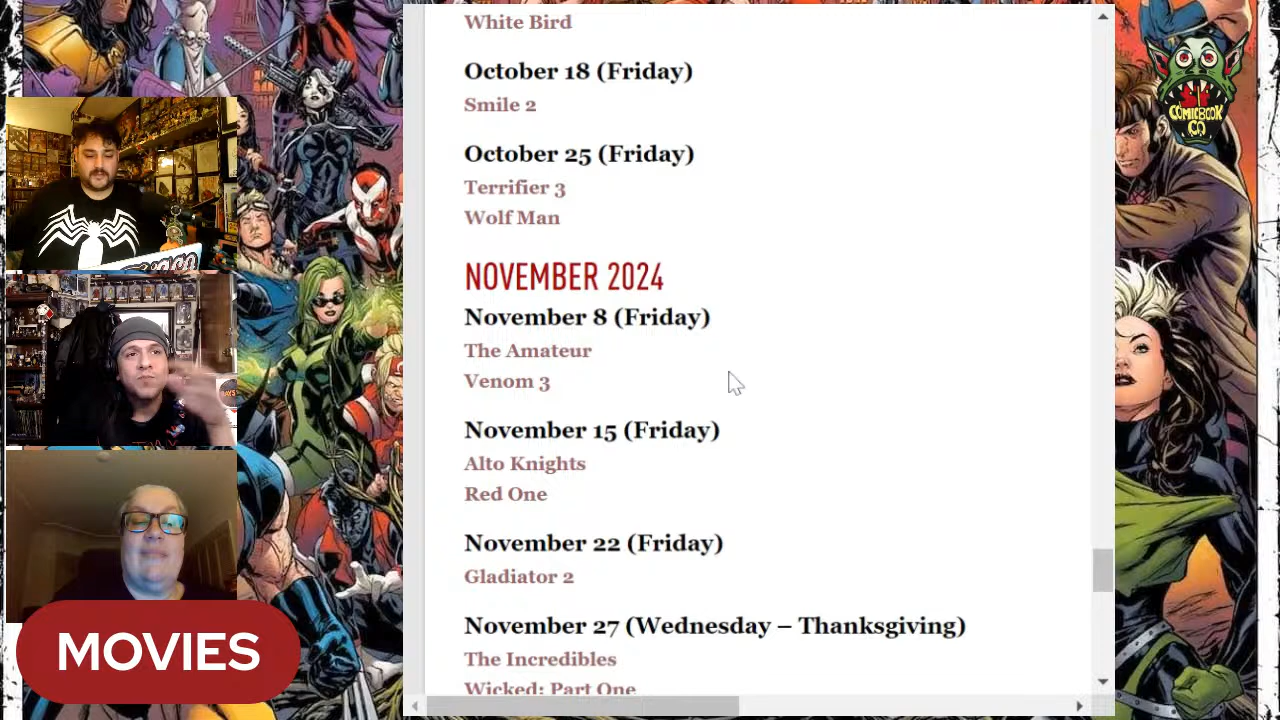 White Bird
October 18 (Friday)
Smile 2
October 25 (Friday)
Terrifier 3
Wolf Man
NOVEMBER 2024
November 8 (Friday)
The Amateur
Venom 3
November 15 (Friday)
Alto Knights
Red One
November 22 (Friday)
Gladiator 2
November 27 (Wednesday – Thanksgiving)
The Incredibles
Wicked: Part One
MOVIES
COMICBOOK
CO